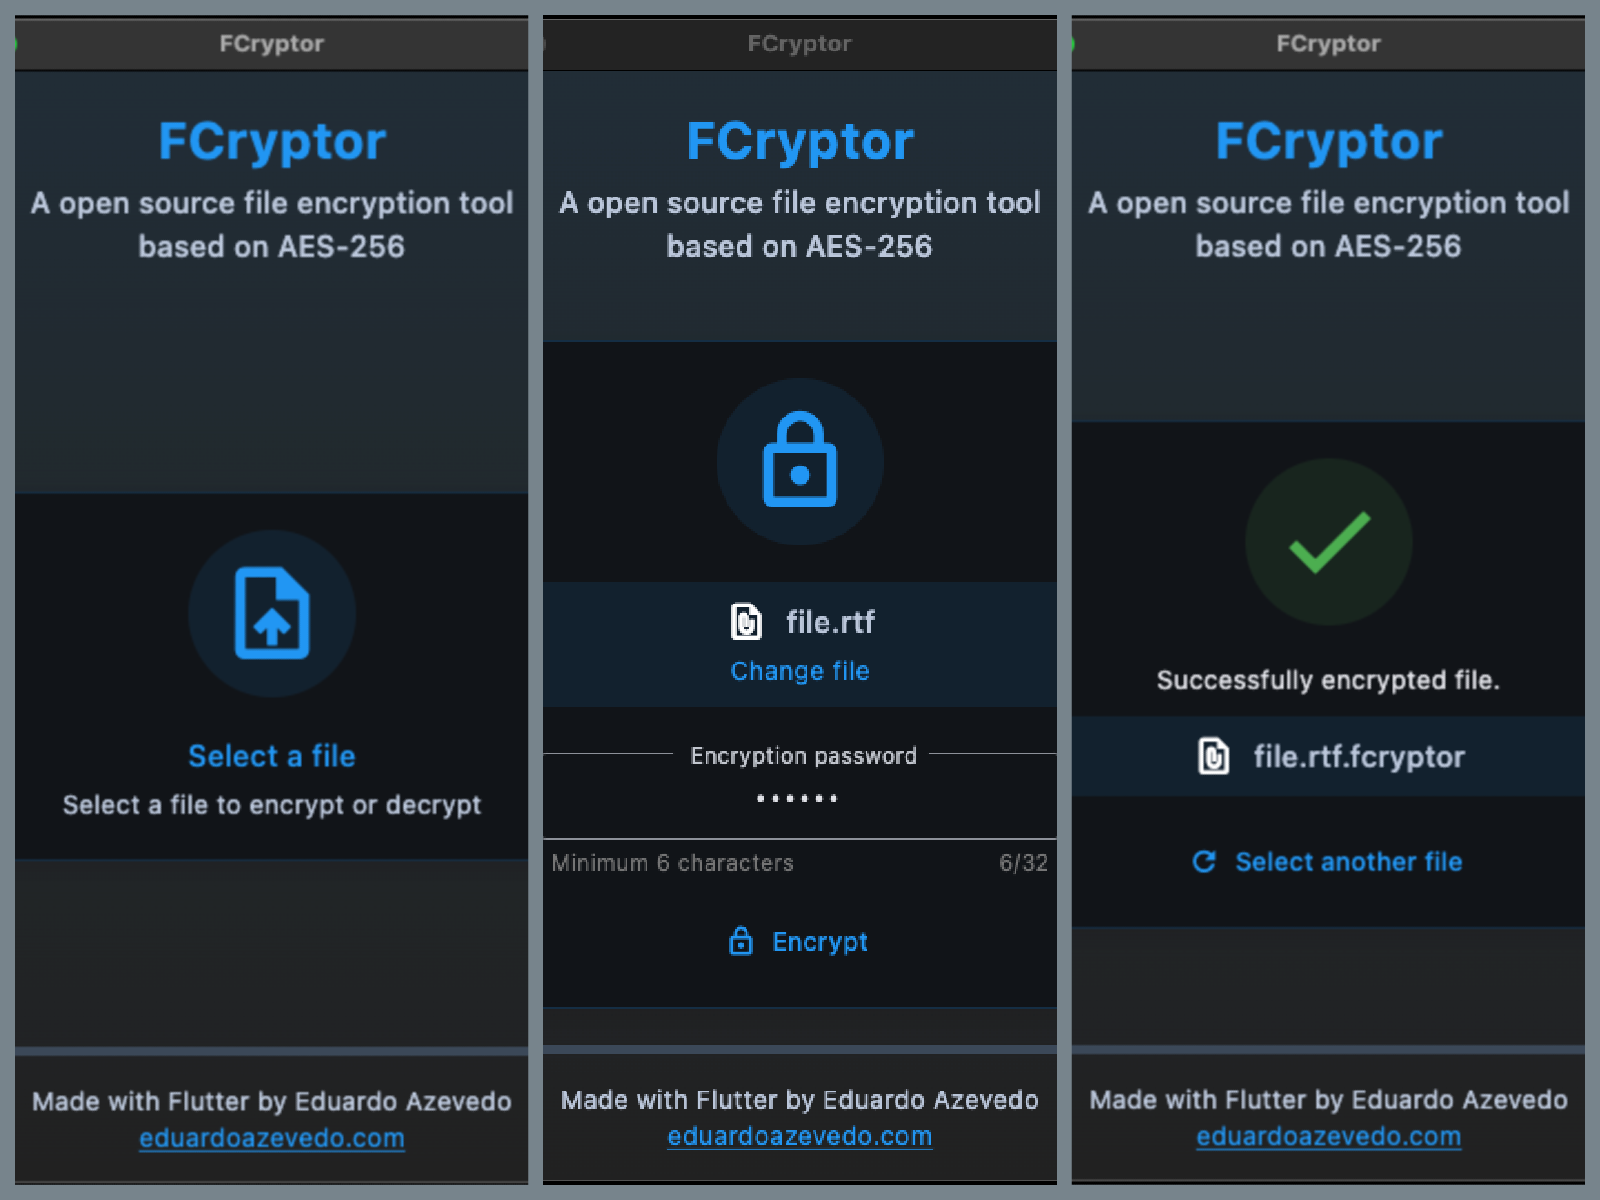 FCryptor
FCryptor
A open source file encryption tool
based on AES-256
Select a file
Select a file to encrypt or decrypt
Made with Flutter by Eduardo Azevedo
eduardoazevedo.com
FCryptor
FCryptor
A open source file encryption tool
based on AES-256
file.rtf
Change file
Encryption password
••••••
Minimum 6 characters 6/32
Encrypt
Made with Flutter by Eduardo Azevedo
eduardoazevedo.com
FCryptor
FCryptor
A open source file encryption tool
based on AES-256
Successfully encrypted file.
file.rtf.fcryptor
Select another file
Made with Flutter by Eduardo Azevedo
eduardoazevedo.com